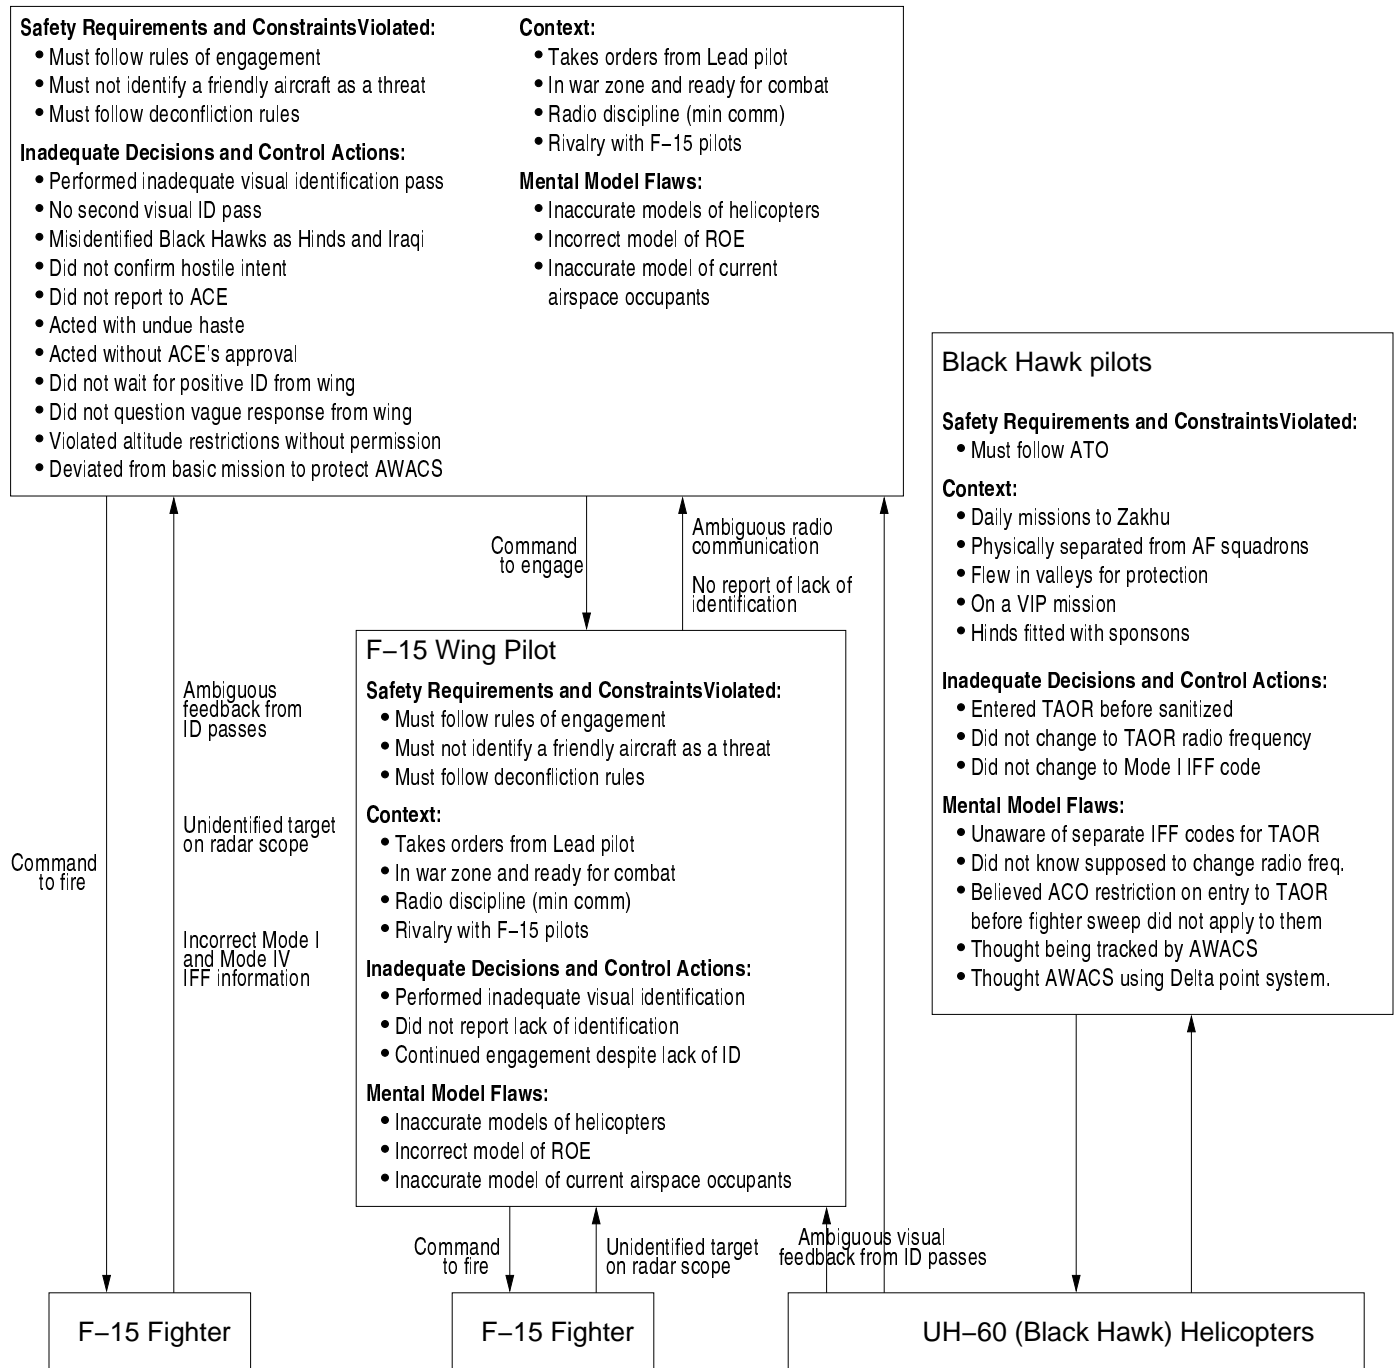 Safety Requirements and ConstraintsViolated:
• Must follow rules of engagement
• Must not identify a friendly aircraft as a threat
• Must follow deconfliction rules
Inadequate Decisions and Control Actions:
• Performed inadequate visual identification pass
• No second visual ID pass
• Misidentified Black Hawks as Hinds and Iraqi
• Did not confirm hostile intent
• Did not report to ACE
• Acted with undue haste
• Acted without ACE's approval
• Did not wait for positive ID from wing
• Did not question vague response from wing
• Violated altitude restrictions without permission
• Deviated from basic mission to protect AWACS
Context:
• Takes orders from Lead pilot
• In war zone and ready for combat
• Radio discipline (min comm)
• Rivalry with F−15 pilots
Mental Model Flaws:
• Inaccurate models of helicopters
• Incorrect model of ROE
• Inaccurate model of current
airspace occupants
Command
to engage
Ambiguous radio
communication
No report of lack of
identification
Ambiguous
feedback from
ID passes
Unidentified target
on radar scope
Command
to fire
Incorrect Mode I
and Mode IV
IFF information
F−15 Wing Pilot
Safety Requirements and ConstraintsViolated:
• Must follow rules of engagement
• Must not identify a friendly aircraft as a threat
• Must follow deconfliction rules
Context:
• Takes orders from Lead pilot
• In war zone and ready for combat
• Radio discipline (min comm)
• Rivalry with F−15 pilots
Inadequate Decisions and Control Actions:
• Performed inadequate visual identification
• Did not report lack of identification
• Continued engagement despite lack of ID
Mental Model Flaws:
• Inaccurate models of helicopters
• Incorrect model of ROE
• Inaccurate model of current airspace occupants
Black Hawk pilots
Safety Requirements and ConstraintsViolated:
• Must follow ATO
Context:
• Daily missions to Zakhu
• Physically separated from AF squadrons
• Flew in valleys for protection
• On a VIP mission
• Hinds fitted with sponsons
Inadequate Decisions and Control Actions:
• Entered TAOR before sanitized
• Did not change to TAOR radio frequency
• Did not change to Mode I IFF code
Mental Model Flaws:
• Unaware of separate IFF codes for TAOR
• Did not know supposed to change radio freq.
• Believed ACO restriction on entry to TAOR
before fighter sweep did not apply to them
• Thought being tracked by AWACS
• Thought AWACS using Delta point system.
Command
to fire
Unidentified target
on radar scope
Ambiguous visual
feedback from ID passes
F−15 Fighter
F−15 Fighter
UH−60 (Black Hawk) Helicopters